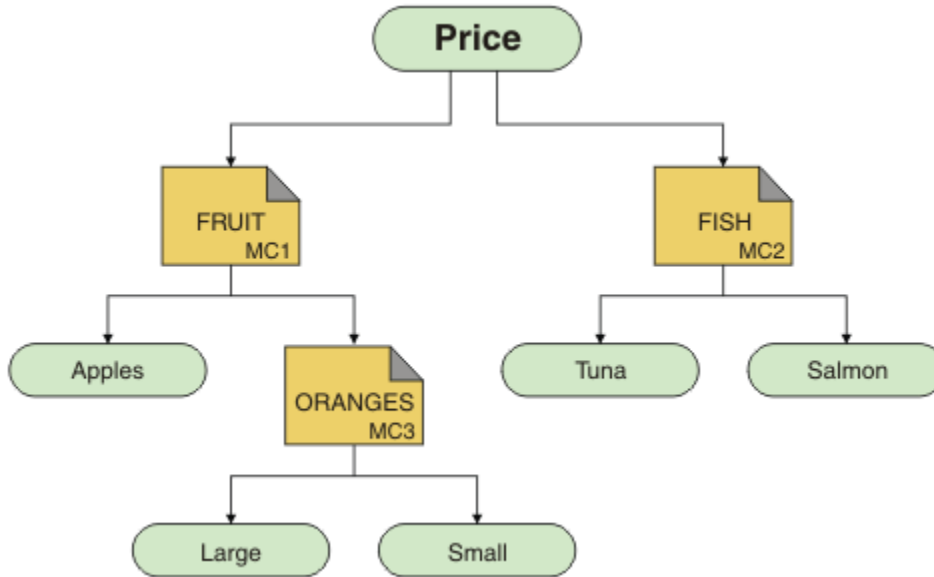 Price
FRUIT
MC1
FISH
MC2
Apples
ORANGES
MC3
Tuna
Salmon
Large
Small